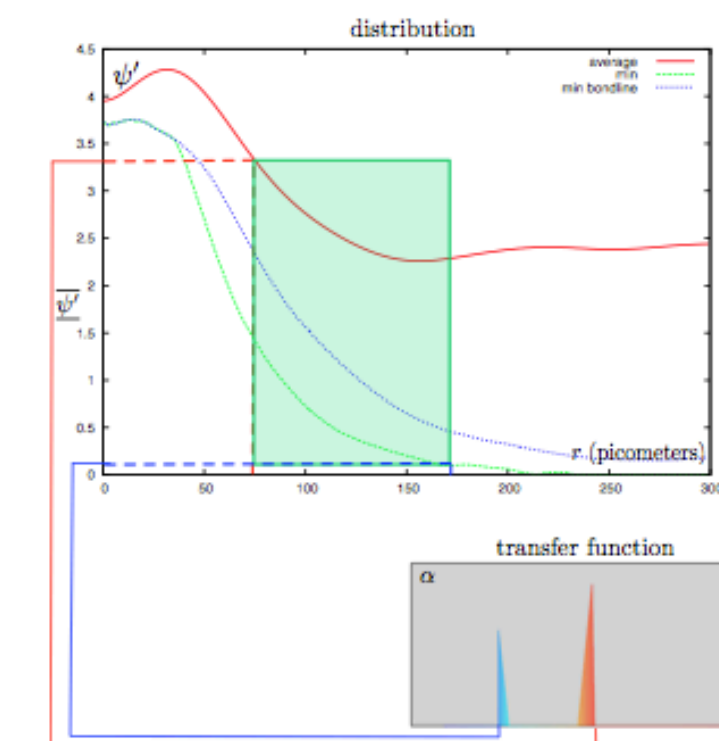 distribution
4.5
ψ′
average
min
min bondline
4
3.5
3
2.5
2
|ψ′|
1.5
1
0.5
r (picometers)
0
0 50 100 150 200 250 300
transfer function
α